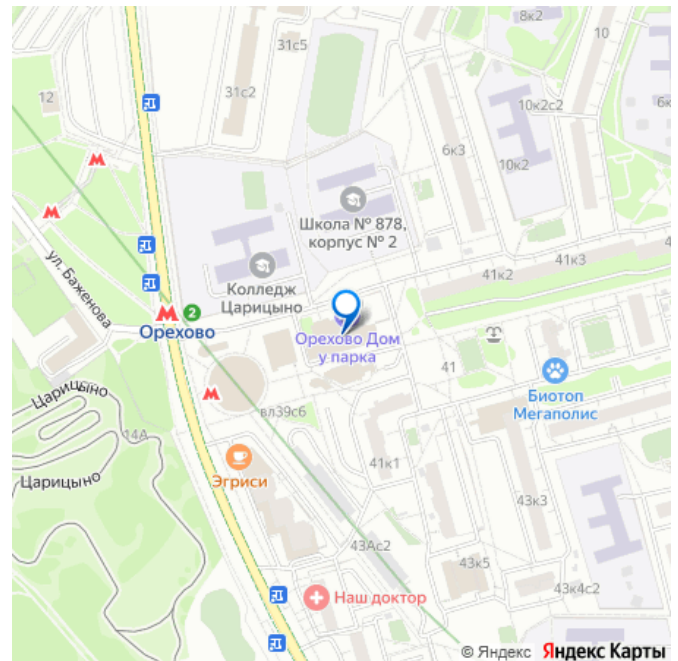 31с5
10
12
31с2
10к2с2
6к
6к3
10к2
Школа № 878,
корпус № 2
ул. Баженова
41к3
41к2
Колледж
Царицыно
2
Орехово
Орехово Дом
у парка
41
Биотоп
Мегаполис
Царицыно
14А
вл39с6
Царицыно
Эгриси
41к1
43к3
43Ас2
43к5
43к4с2
Наш доктор
© Яндекс Яндекс Карты